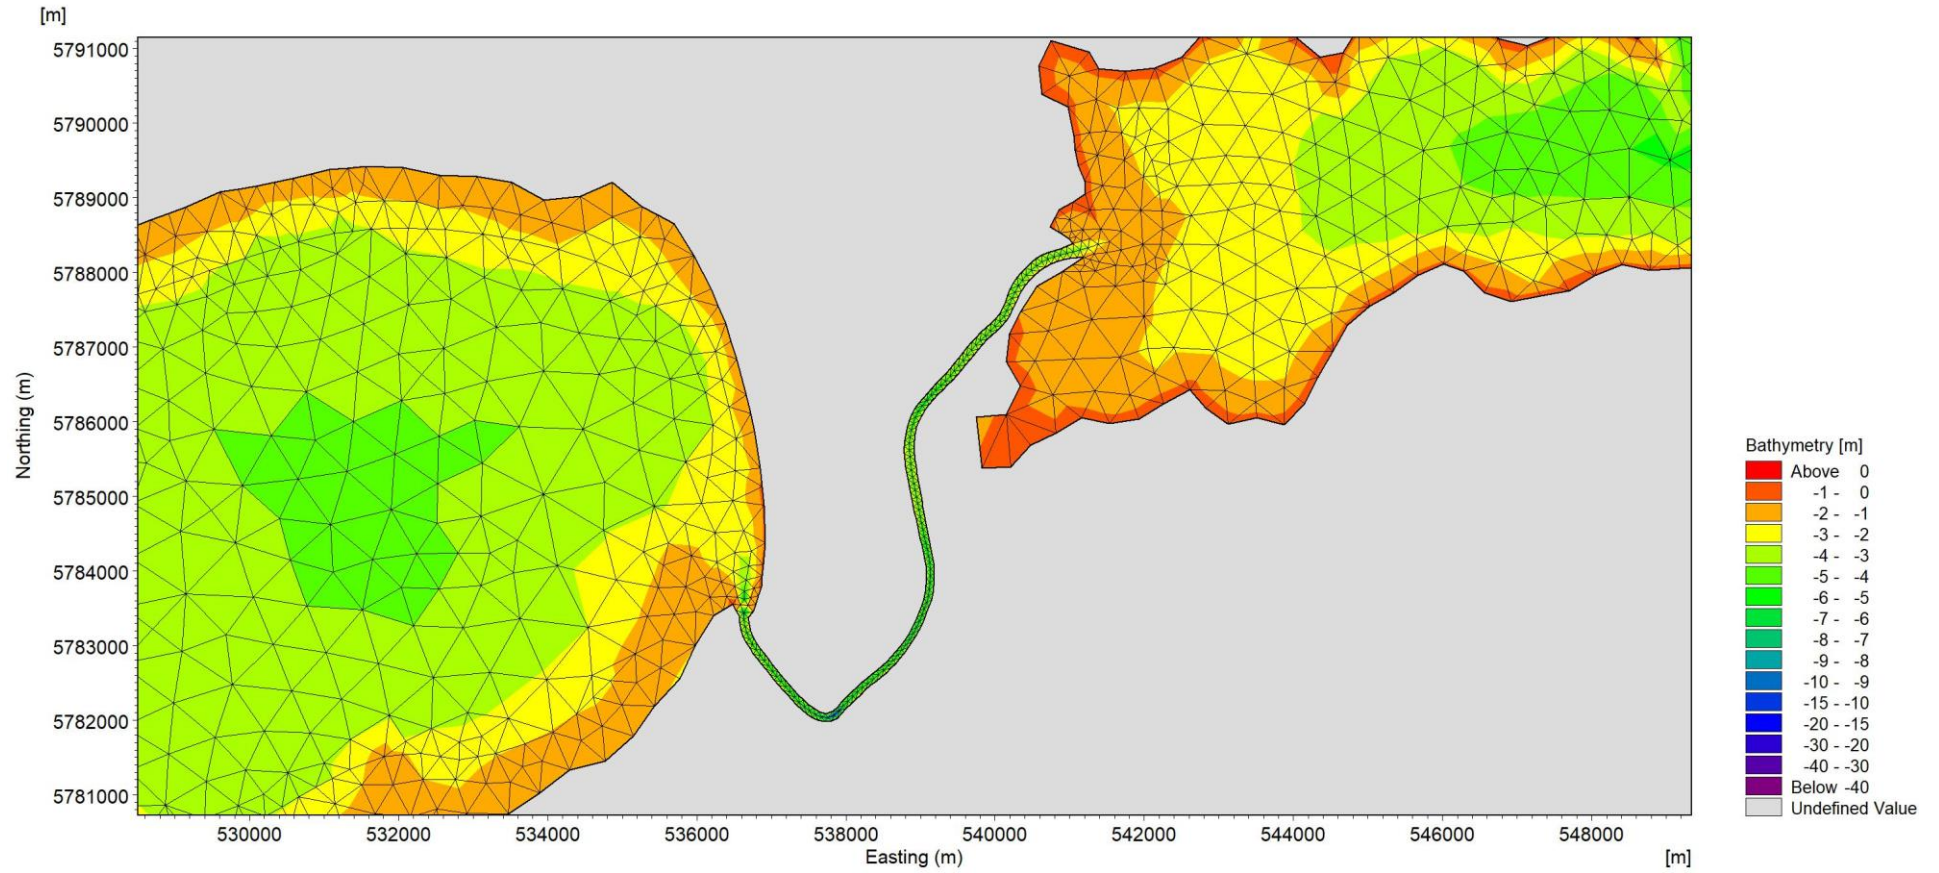 [m]
5791000
5790000
5789000
5788000
5787000
5786000
5785000
5784000
5783000
5782000
5781000
Northing (m)
530000 532000 534000 536000 538000 540000 542000 544000 546000 548000
Easting (m)
[m]
Bathymetry [m]
Above 0
-1 - 0
-2 - -1
-3 - -2
-4 - -3
-5 - -4
-6 - -5
-7 - -6
-8 - -7
-9 - -8
-10 - -9
-15 - -10
-20 - -15
-30 - -20
-40 - -30
Below -40
Undefined Value